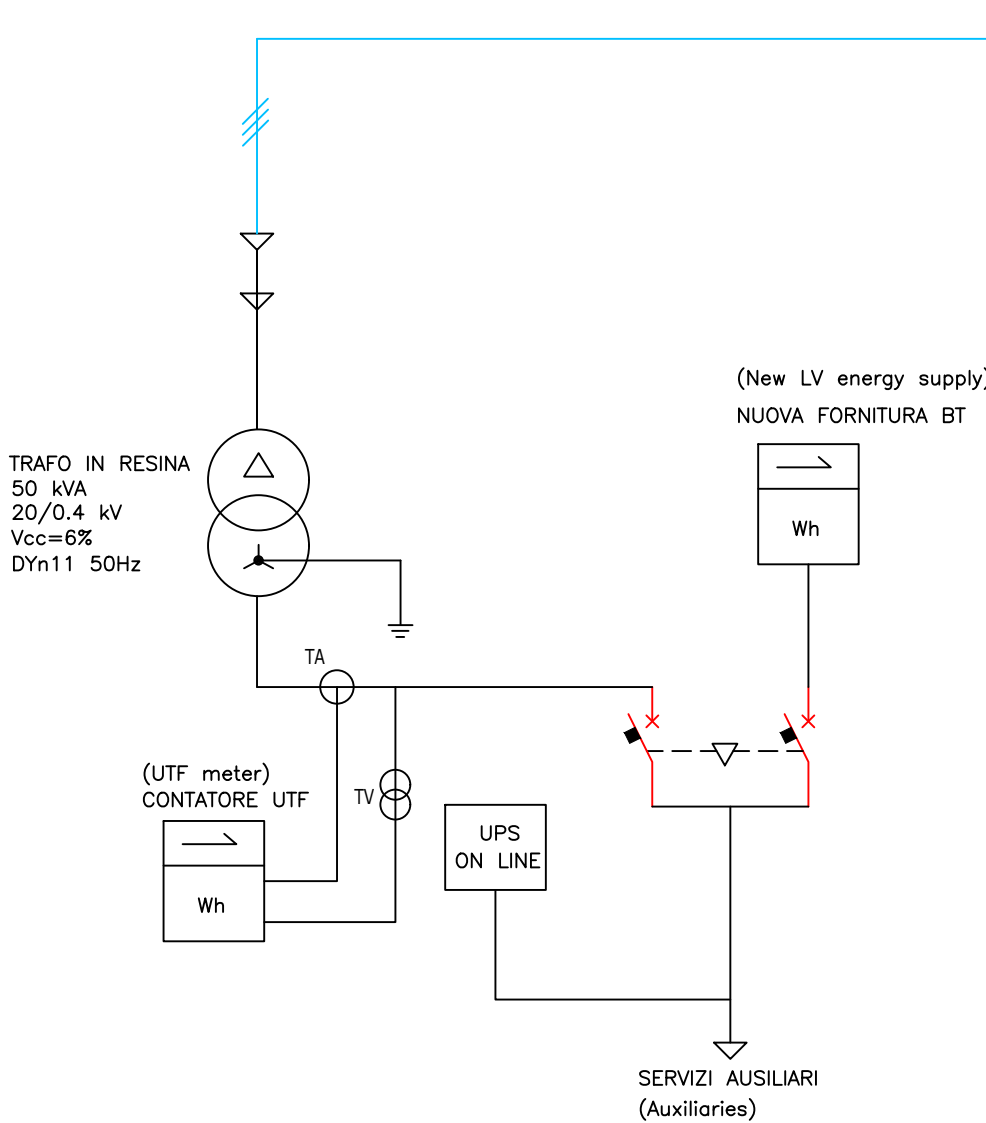 (New LV energy supply)
NUOVA FORNITURA BT
Wh
TRAFO IN RESINA
50 kVA
20/0.4 kV
Vcc=6%
DYn11 50Hz
TA
(UTF meter)
CONTATORE UTF
Wh
TV
UPS
ON LINE
SERVIZI AUSILIARI
(Auxiliaries)